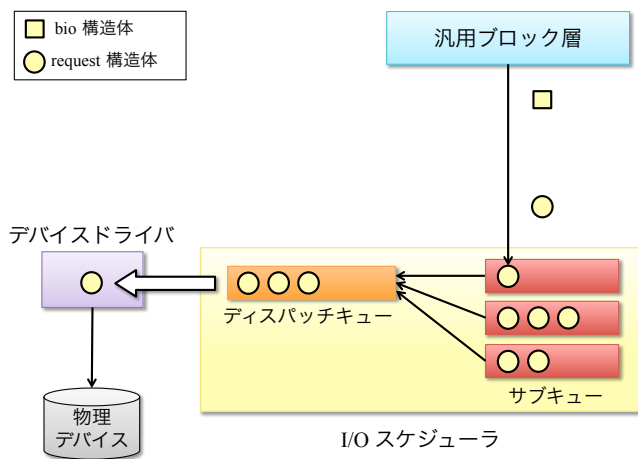 bio 構造体
request 構造体
汎用ブロック層
デバイスドライバ
ディスパッチキュー
サブキュー
物理
デバイス
I/O スケジューラ